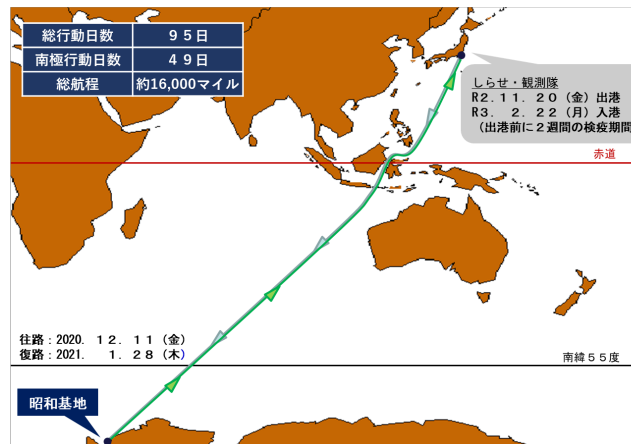 総行動日数 95日
南極行動日数 49日
総航程 約16,000マイル
しらせ・観測隊
R2.11.20(金)出港
R3. 2.22(月)入港
(出港前に2週間の検疫期間
赤道
往路:2020. 12.11(金)
復路:2021. 1.28(木)
南緯55度
昭和基地